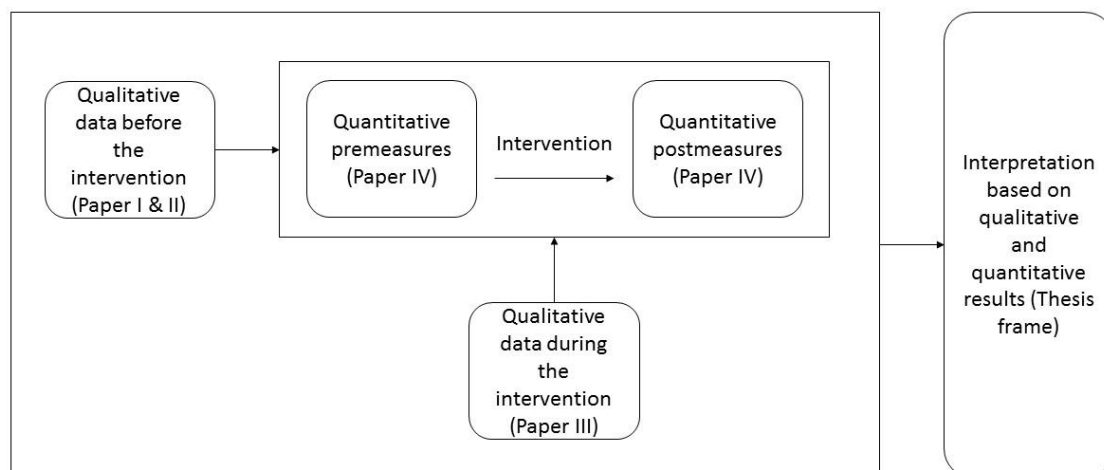 Qualitative
data before
the
intervention
(Paper I & II)
Quantitative
premeasures
(Paper IV)
Intervention
Quantitative
postmeasures
(Paper IV)
Qualitative
data during
the
intervention
(Paper III)
Interpretation
based on
qualitative
and
quantitative
results (Thesis
frame)